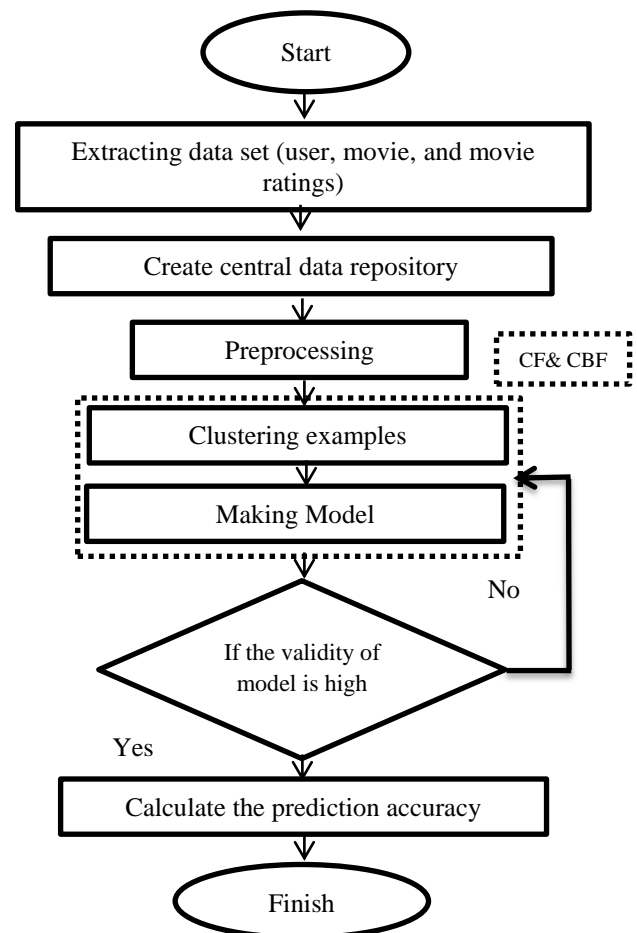 Start
Extracting data set (user, movie, and movie
ratings)
Create central data repository
Preprocessing
CF& CBF
Clustering examples
Making Model
No
If the validity of
model is high
Yes
Calculate the prediction accuracy
Finish